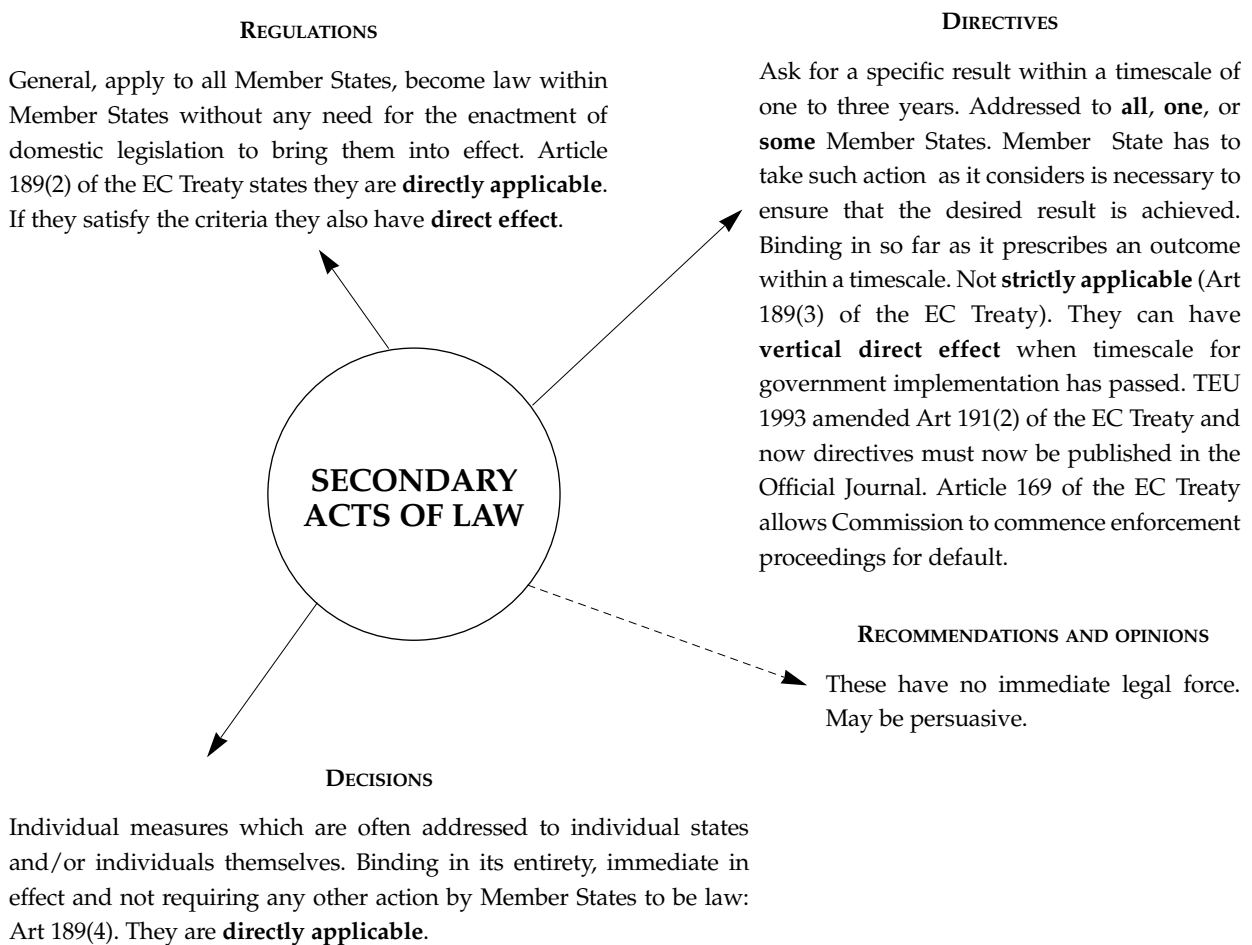 REGULATIONS
General, apply to all Member States, become law within
Member States without any need for the enactment of
domestic legislation to bring them into effect. Article
189(2) of the EC Treaty states they are directly applicable.
If they satisfy the criteria they also have direct effect.
DIRECTIVES
Ask for a specific result within a timescale of
one to three years. Addressed to all, one, or
some Member States. Member State has to
take such action as it considers is necessary to
ensure that the desired result is achieved.
Binding in so far as it prescribes an outcome
within a timescale. Not strictly applicable (Art
189(3) of the EC Treaty). They can have
vertical direct effect when timescale for
government implementation has passed. TEU
1993 amended Art 191(2) of the EC Treaty and
now directives must now be published in the
Official Journal. Article 169 of the EC Treaty
allows Commission to commence enforcement
proceedings for default.
SECONDARY
ACTS OF LAW
RECOMMENDATIONS AND OPINIONS
These have no immediate legal force.
May be persuasive.
DECISIONS
Individual measures which are often addressed to individual states
and/or individuals themselves. Binding in its entirety, immediate in
effect and not requiring any other action by Member States to be law:
Art 189(4). They are directly applicable.